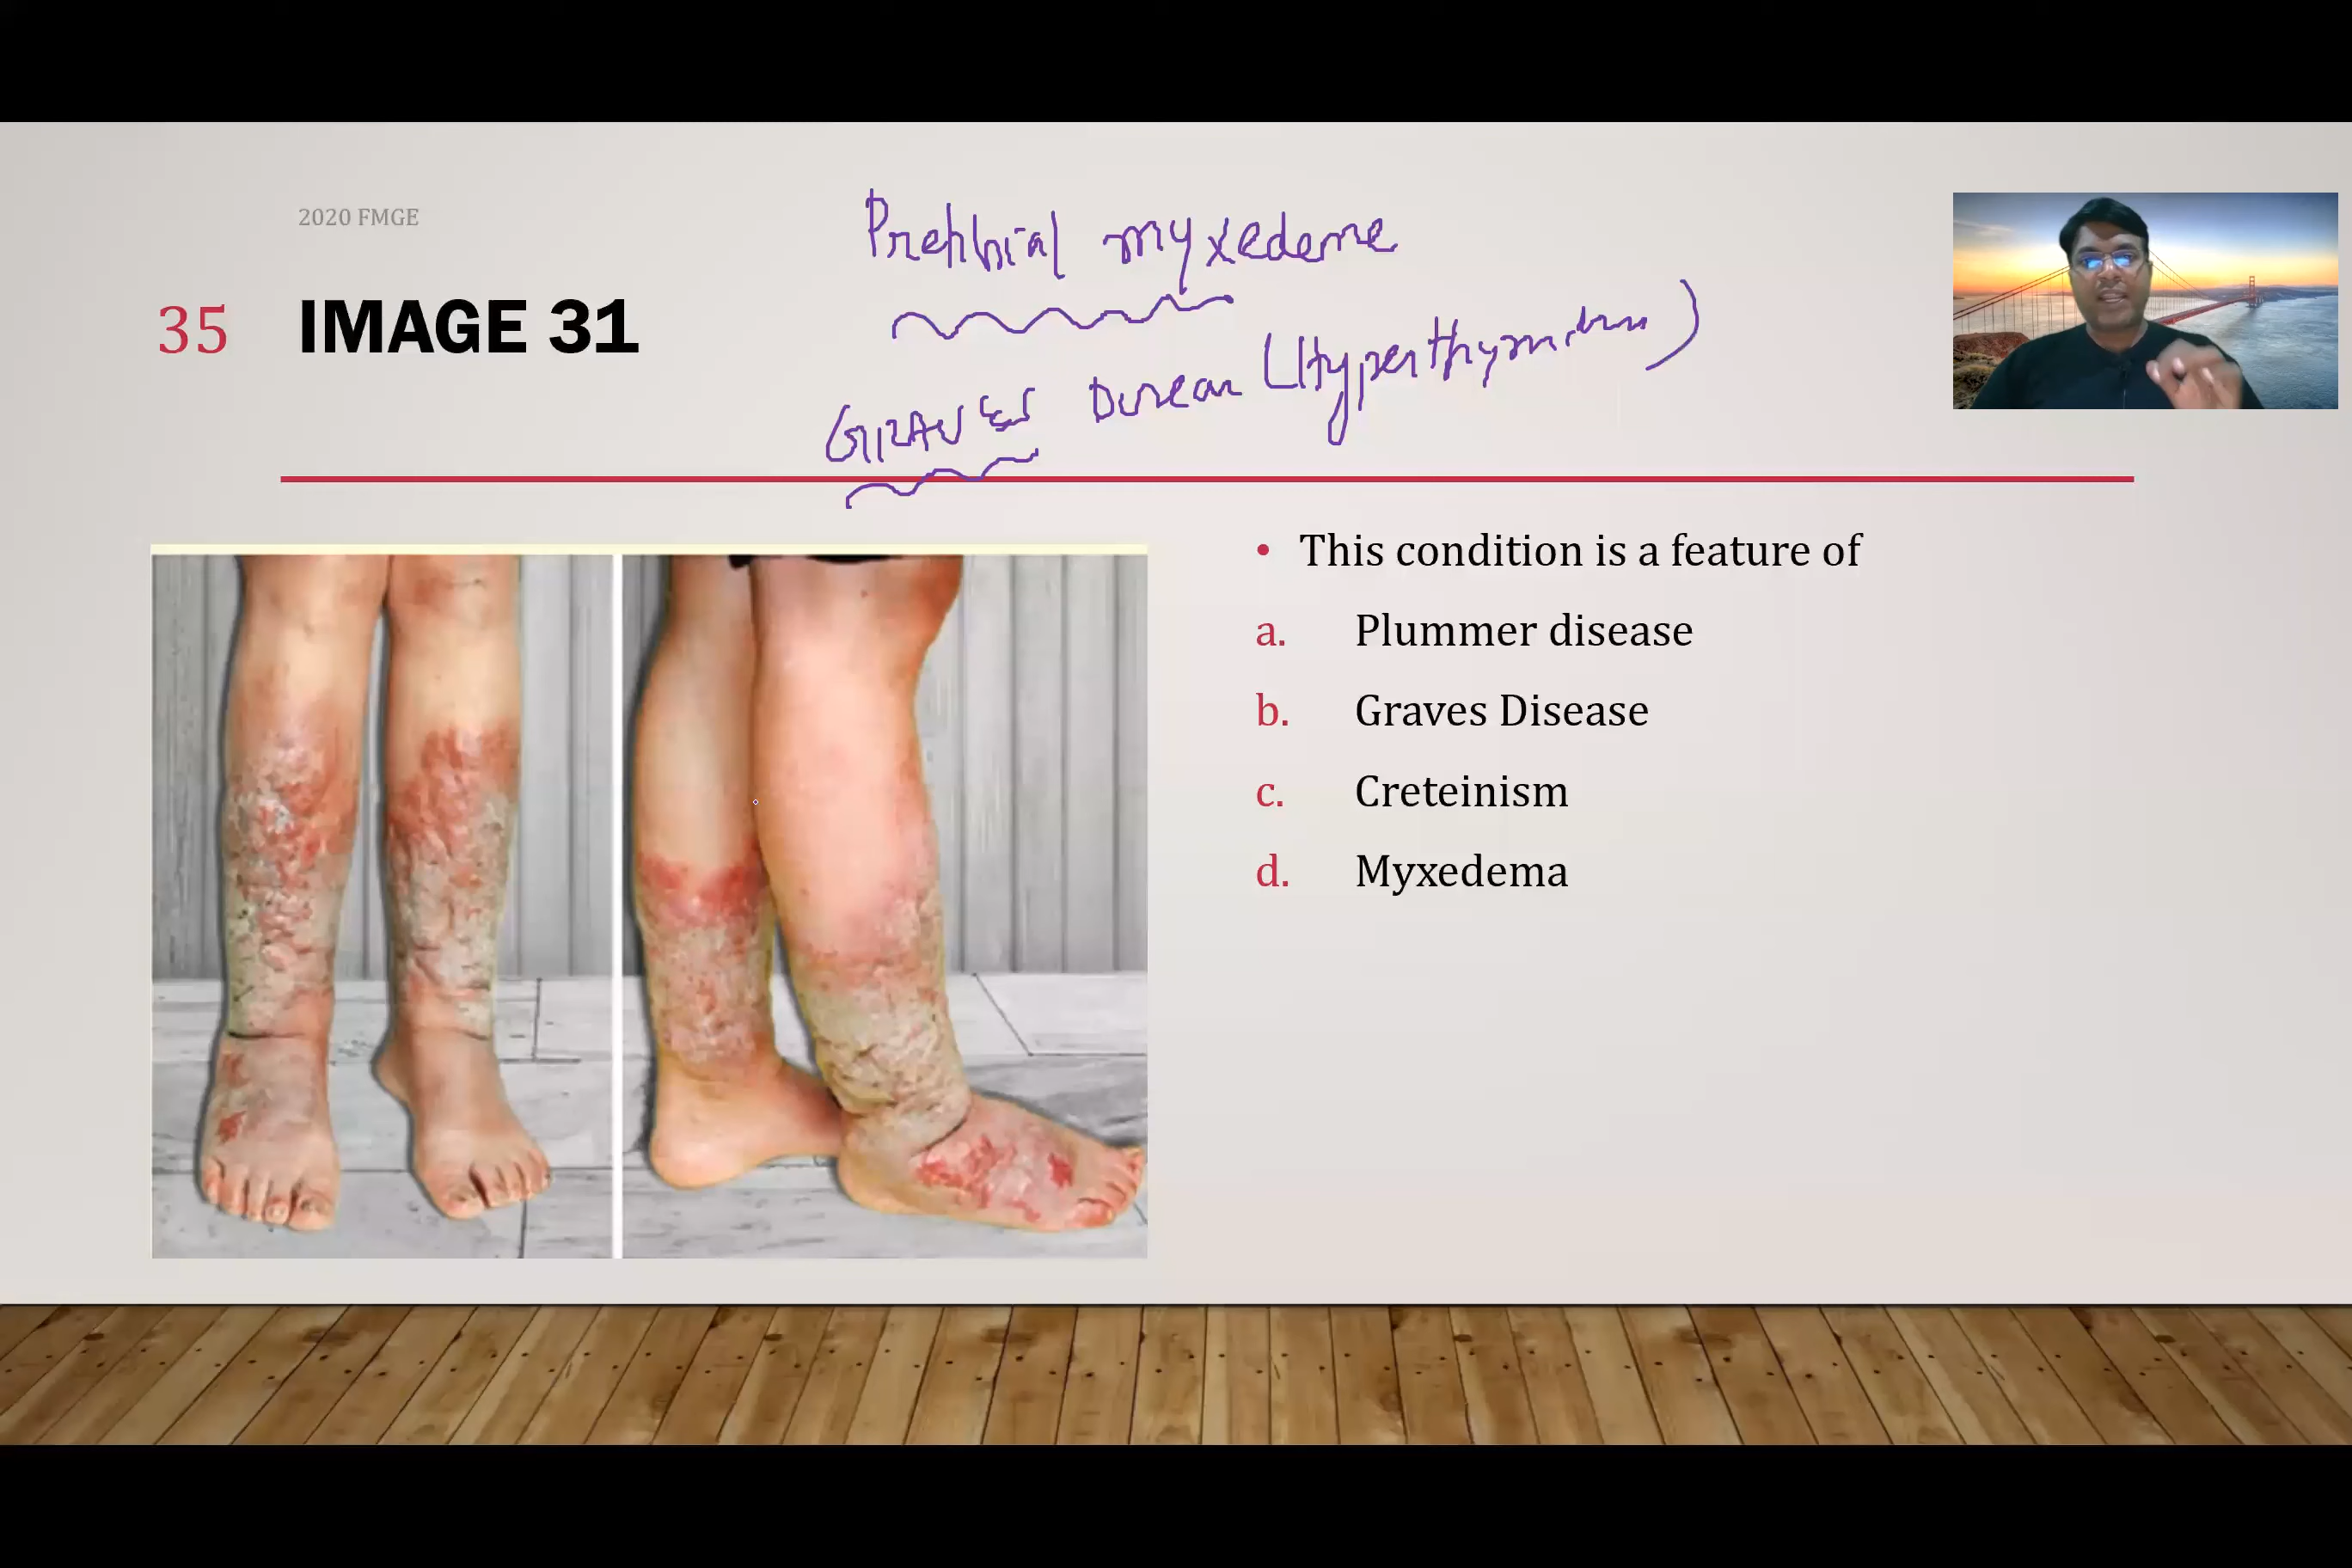 2020 FMGE
Pretibial myxedema
35 IMAGE 31
GRAVES Disease (Hyperthyroidism)
• This condition is a feature of
a. Plummer disease
b. Graves Disease
c. Creteinism
d. Myxedema